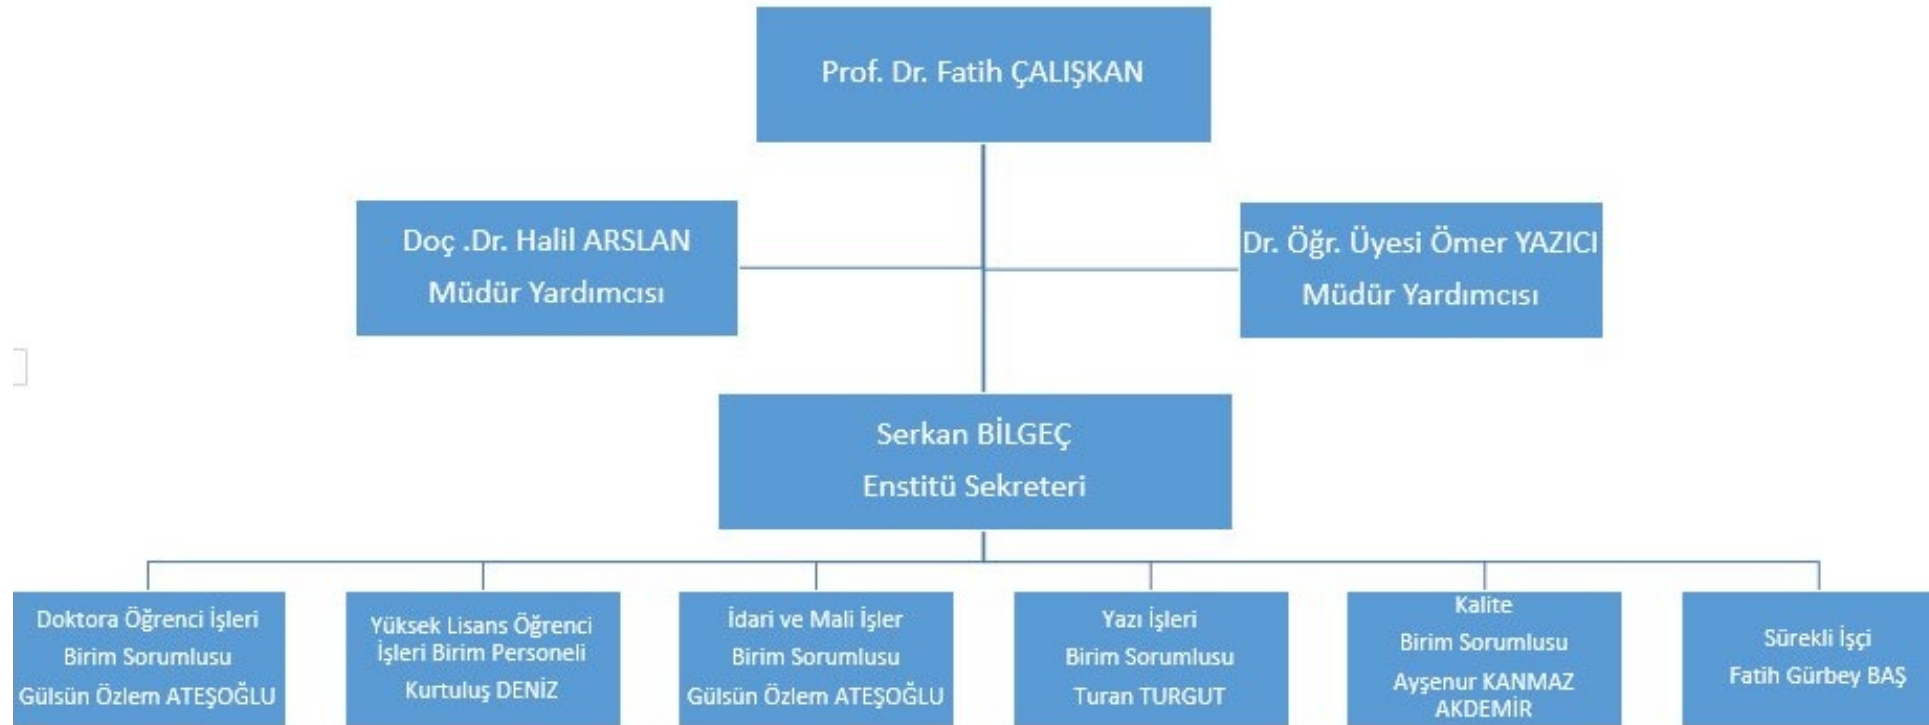 Prof. Dr. Fatih ÇALIŞKAN
Doç .Dr. Halil ARSLAN
Müdür Yardımcısı
Dr. Öğr. Üyesi Ömer YAZICI
Müdür Yardımcısı
Serkan BİLGEÇ
Enstitü Sekreteri
Doktora Öğrenci İşleri
Birim Sorumlusu
Gülsün Özlem ATEŞOĞLU
Yüksek Lisans Öğrenci
İşleri Birim Personeli
Kurtuluş DENİZ
İdari ve Mali İşler
Birim Sorumlusu
Gülsün Özlem ATEŞOĞLU
Yazı İşleri
Birim Sorumlusu
Turan TURGUT
Kalite
Birim Sorumlusu
Ayşenur KANMAZ
AKDEMİR
Sürekli İşçi
Fatih Gürbey BAŞ